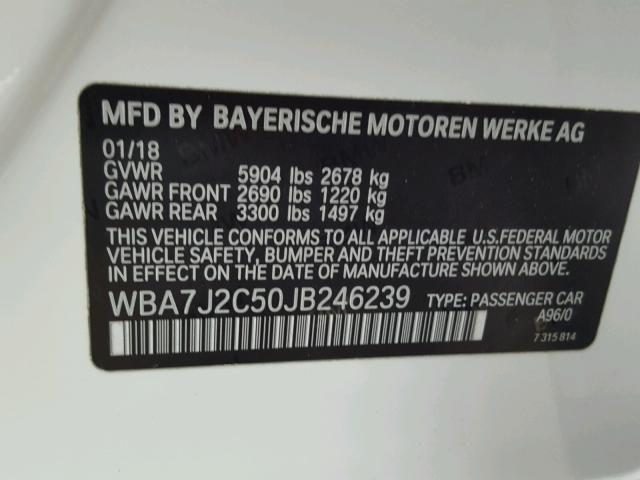 MFD BY BAYERISCHE MOTOREN WERKE AG
01/18
GVWR 5904 lbs 2678 kg
GAWR FRONT 2690 lbs 1220 kg
GAWR REAR 3300 lbs 1497 kg
THIS VEHICLE CONFORMS TO ALL APPLICABLE U.S.FEDERAL MOTOR
VEHICLE SAFETY, BUMPER AND THEFT PREVENTION STANDARDS
IN EFFECT ON THE DATE OF MANUFACTURE SHOWN ABOVE.
WBA7J2C50JB246239 TYPE: PASSENGER CAR
A96/0
7 315 814